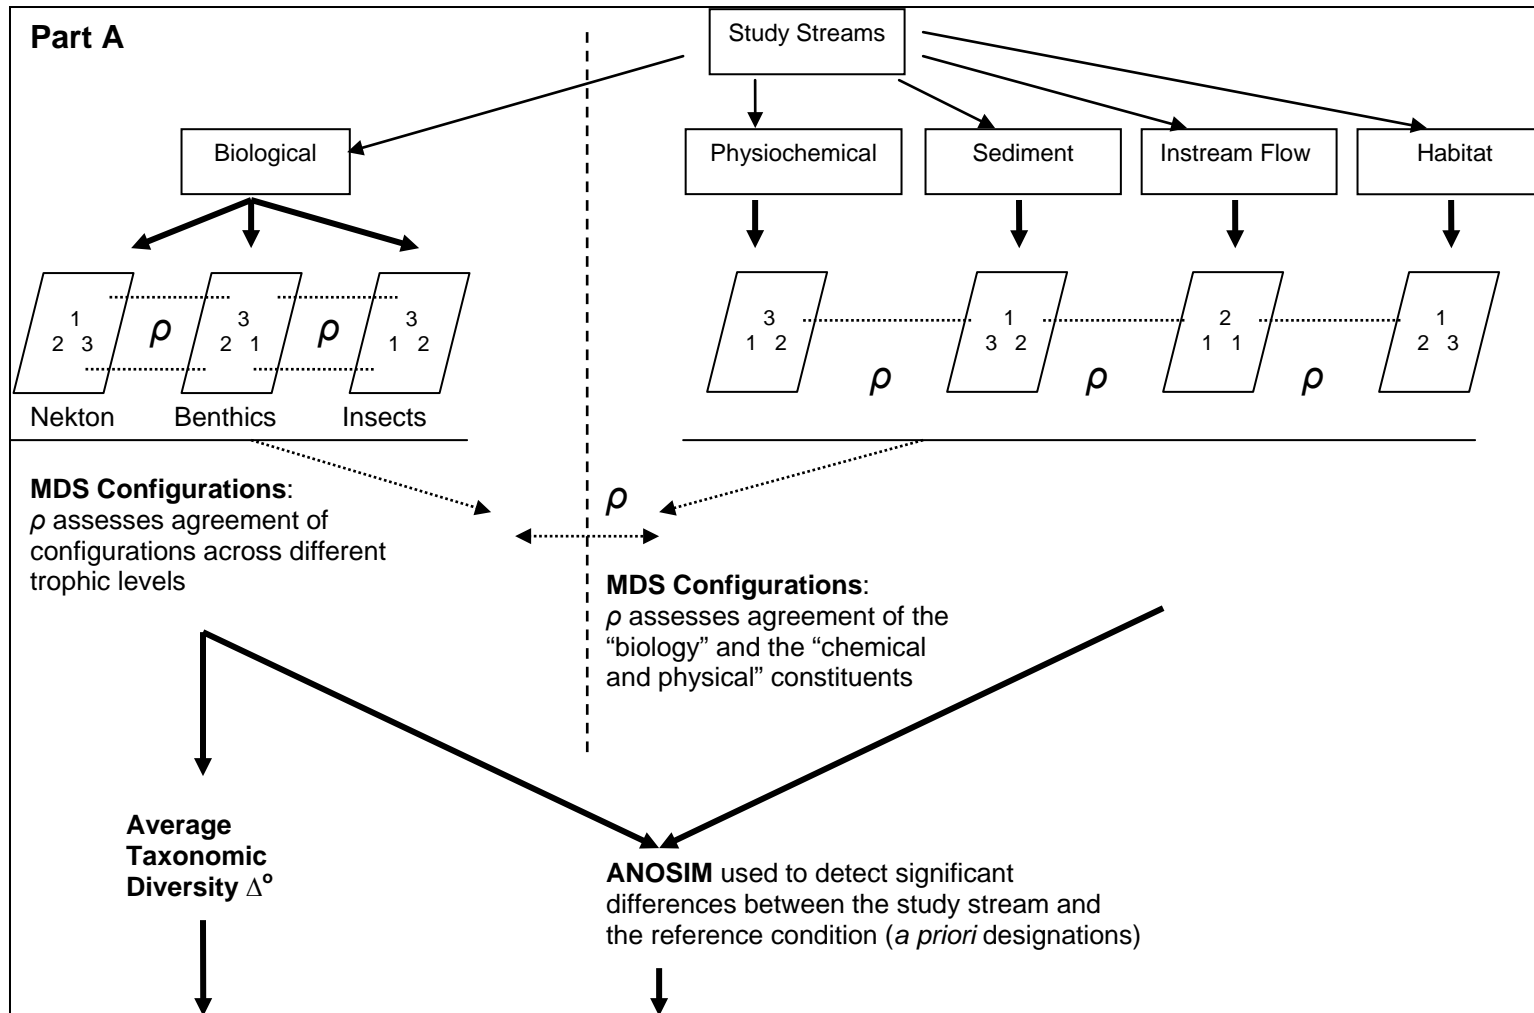 Part A
Study Streams
Biological
Physiochemical
Sediment
Instream Flow
Habitat
1
2 3
ρ
3
2 1
ρ
3
1 2
3
1 2
ρ
1
3 2
ρ
2
1 1
ρ
1
2 3
Nekton
Benthics
Insects
MDS Configurations:
ρ assesses agreement of
configurations across different
trophic levels
ρ
MDS Configurations:
ρ assesses agreement of the
“biology” and the “chemical
and physical” constituents
Average
Taxonomic
Diversity Δº
ANOSIM used to detect significant
differences between the study stream and
the reference condition (a priori designations)